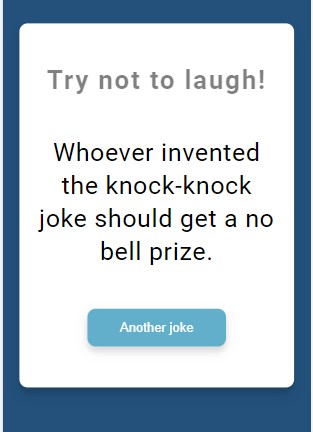 Try not to laugh!
Whoever invented
the knock-knock
joke should get a no
bell prize.
Another joke